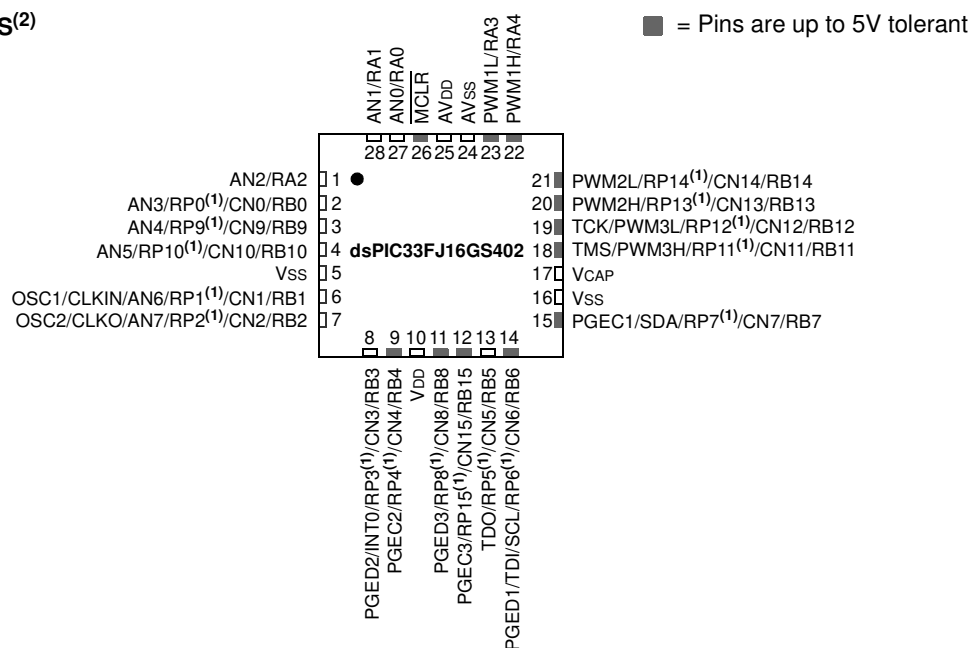 S(2)
= Pins are up to 5V tolerant
AN1/RA1
AN0/RA0
MCLR
AVDD
AVSS
PWM1L/RA3
PWM1H/RA4
28 27 26 25 24 23 22
AN2/RA2 1
AN3/RP0(1)/CN0/RB0 2
AN4/RP9(1)/CN9/RB9 3
AN5/RP10(1)/CN10/RB10 4
VSS 5
OSC1/CLKIN/AN6/RP1(1)/CN1/RB1 6
OSC2/CLKO/AN7/RP2(1)/CN2/RB2 7
dsPIC33FJ16GS402
21 PWM2L/RP14(1)/CN14/RB14
20 PWM2H/RP13(1)/CN13/RB13
19 TCK/PWM3L/RP12(1)/CN12/RB12
18 TMS/PWM3H/RP11(1)/CN11/RB11
17 VCAP
16 VSS
15 PGEC1/SDA/RP7(1)/CN7/RB7
8 9 10 11 12 13 14
PGED2/INT0/RP3(1)/CN3/RB3
PGEC2/RP4(1)/CN4/RB4
VDD
PGED3/RP8(1)/CN8/RB8
PGEC3/RP15(1)/CN15/RB15
TDO/RP5(1)/CN5/RB5
PGED1/TDI/SCL/RP6(1)/CN6/RB6